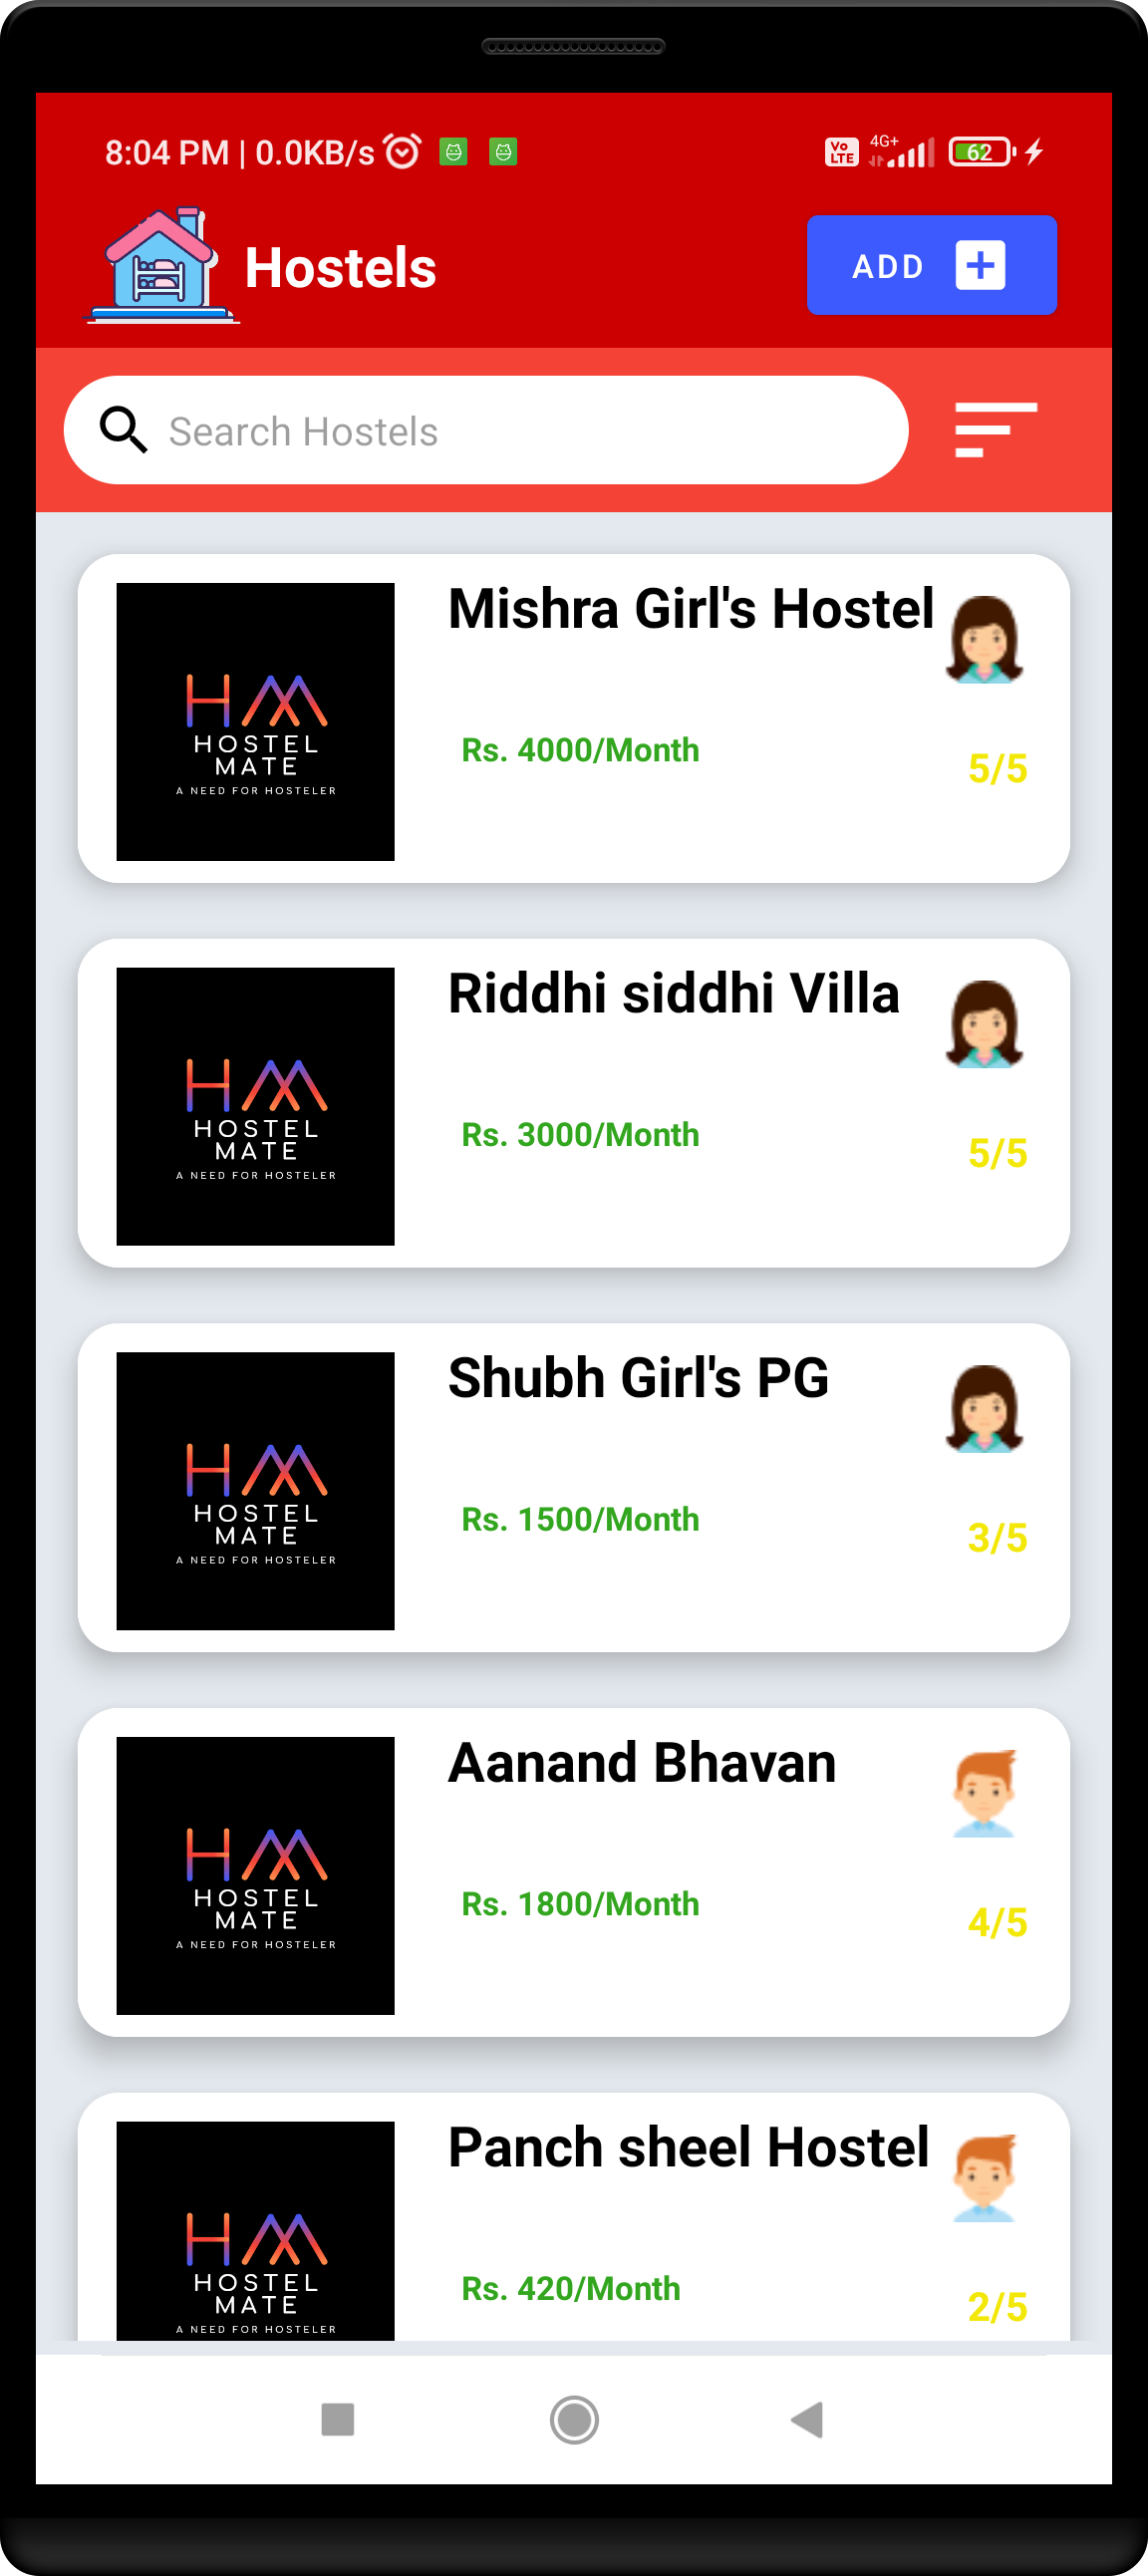 8:04 PM | 0.0KB/s
Vo
LTE
4G+
62
Hostels
ADD
Search Hostels
Mishra Girl's Hostel
HM
HOSTEL
MATE
A NEED FOR HOSTELER
Rs. 4000/Month
5/5
Riddhi siddhi Villa
HM
HOSTEL
MATE
A NEED FOR HOSTELER
Rs. 3000/Month
5/5
Shubh Girl's PG
HM
HOSTEL
MATE
A NEED FOR HOSTELER
Rs. 1500/Month
3/5
Aanand Bhavan
HM
HOSTEL
MATE
A NEED FOR HOSTELER
Rs. 1800/Month
4/5
Panch sheel Hostel
HM
HOSTEL
MATE
A NEED FOR HOSTELER
Rs. 420/Month
2/5